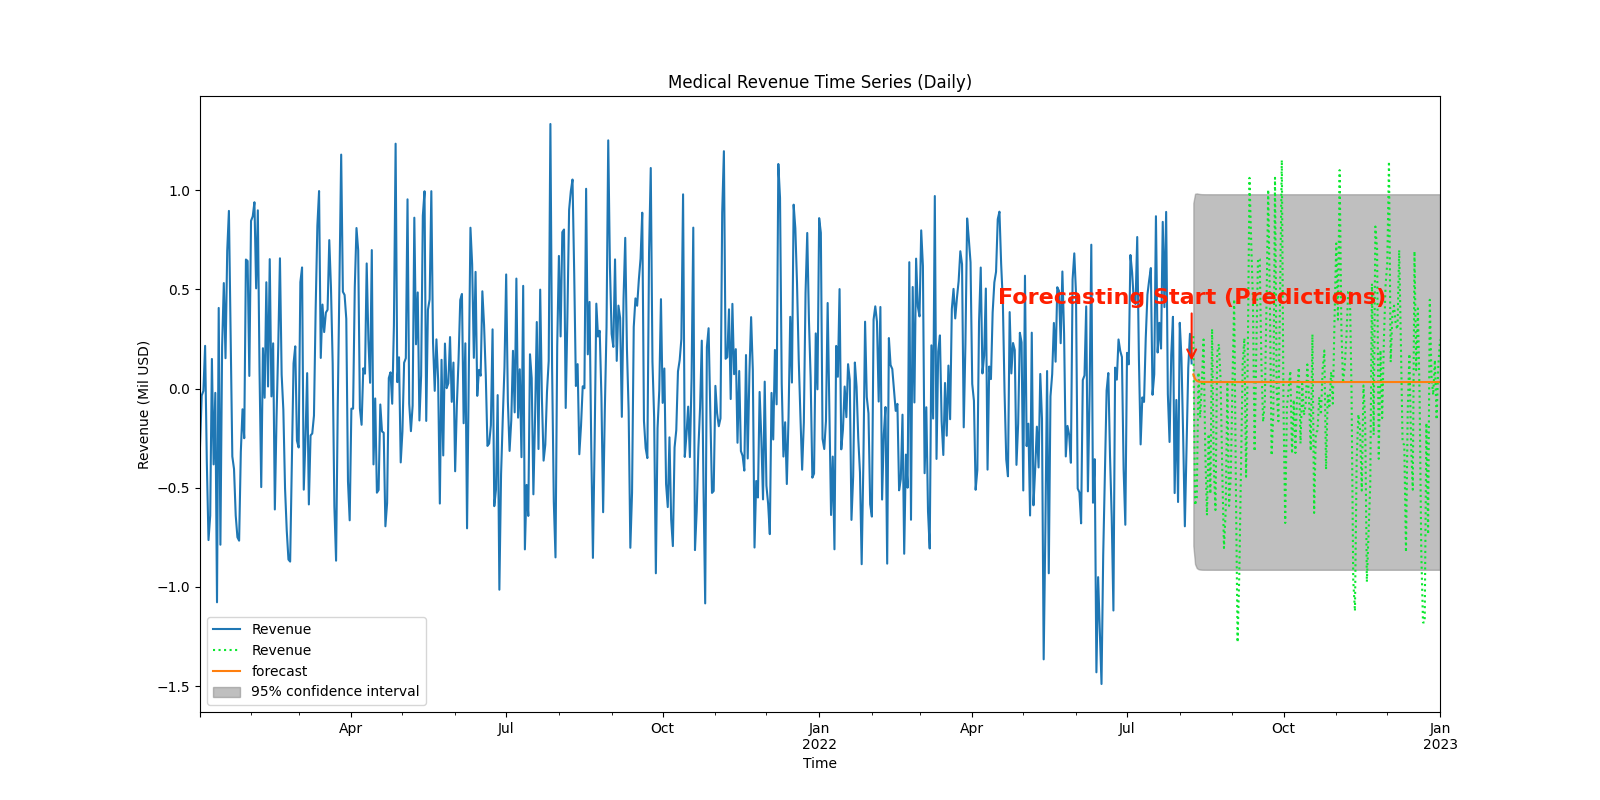 Medical Revenue Time Series (Daily)
Revenue (Mil USD)
1.0
0.5
0.0
−0.5
−1.0
−1.5
Forecasting Start (Predictions)
Revenue
Revenue
forecast
95% confidence interval
Apr
Jul
Oct
Jan
2022
Apr
Jul
Oct
Jan
2023
Time